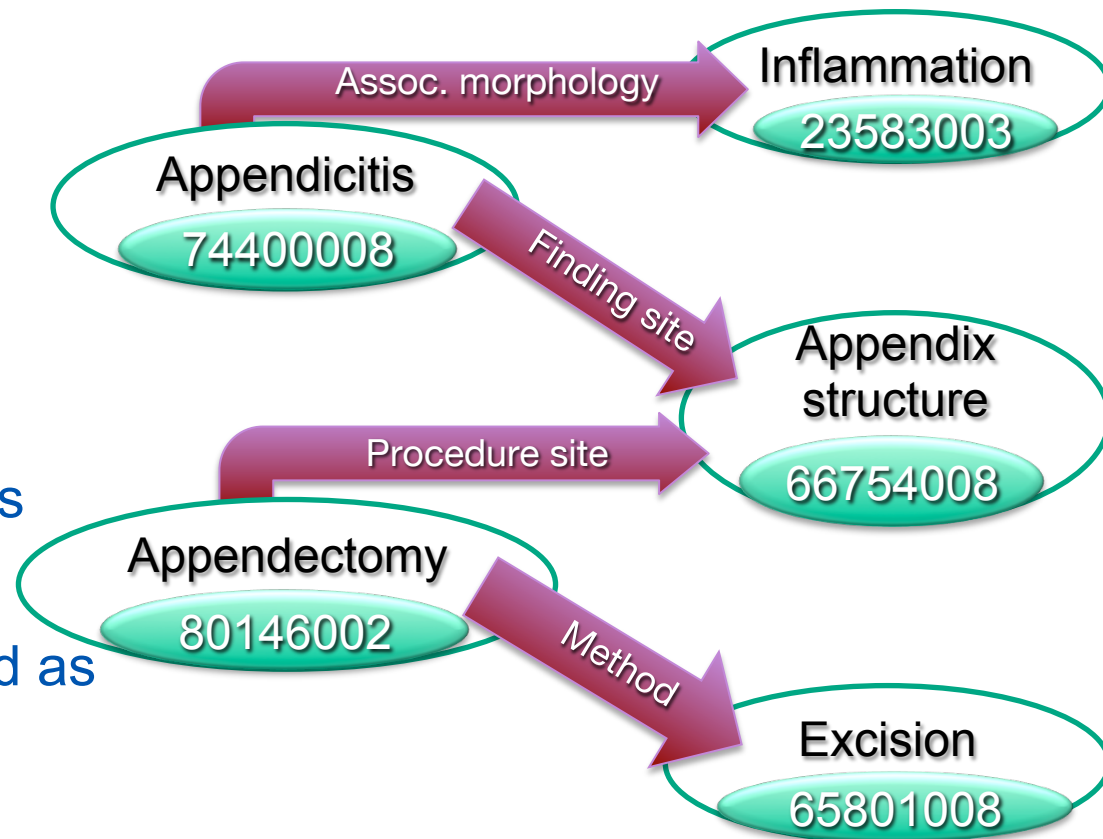 Assoc. morphology
Inflammation
23583003
Appendicitis
74400008
Finding site
Appendix
structure
66754008
Procedure site
s
Appendectomy
80146002
d as
Method
Excision
65801008